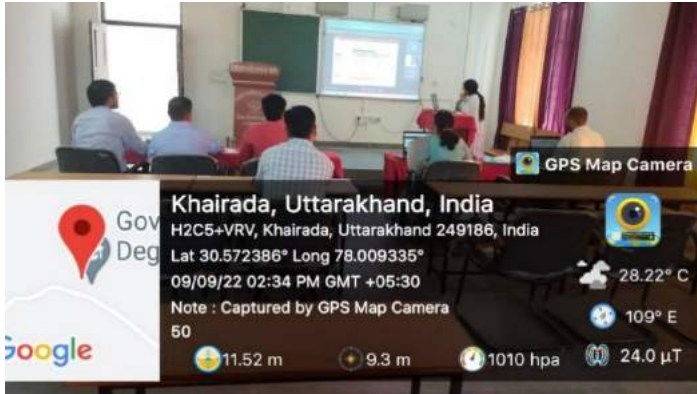 GPS Map Camera
Gov
Deg
Google
Khairada, Uttarakhand, India
H2C5+VRV, Khairada, Uttarakhand 249186, India
Lat 30.572386° Long 78.009335°
09/09/22 02:34 PM GMT +05:30
Note : Captured by GPS Map Camera
50
28.22° C
109° E
11.52 m
9.3 m
1010 hpa
24.0 µT